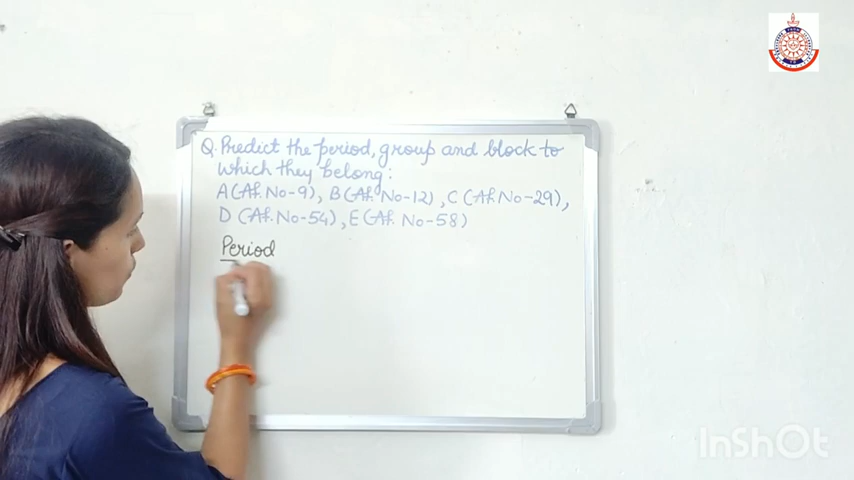 Q. Predict the period, group and block to
which they belong:
A(At. No-9), B(At. No-12), C(At. No-29),
D(At. No-54), E(At. No-58)
Period
InShOt